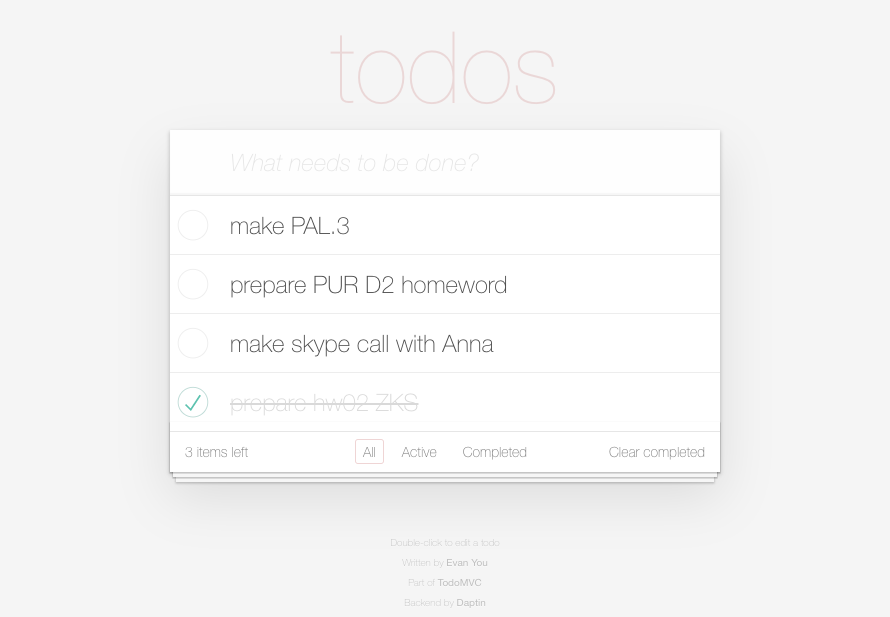 todos
What needs to be done?
make PAL.3
prepare PUR D2 homeword
make skype call with Anna
prepare hw02 ZKS
3 items left All Active Completed Clear completed
Double-click to edit a todo
Written by Evan You
Part of TodoMVC
Backend by Daptin